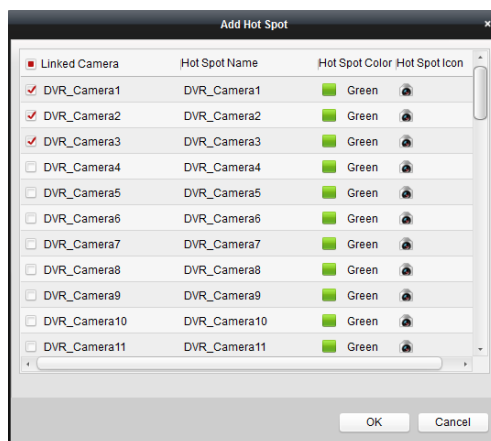 Add Hot Spot
Linked Camera Hot Spot Name Hot Spot Color Hot Spot Icon
DVR_Camera1 DVR_Camera1 Green
DVR_Camera2 DVR_Camera2 Green
DVR_Camera3 DVR_Camera3 Green
DVR_Camera4 DVR_Camera4 Green
DVR_Camera5 DVR_Camera5 Green
DVR_Camera6 DVR_Camera6 Green
DVR_Camera7 DVR_Camera7 Green
DVR_Camera8 DVR_Camera8 Green
DVR_Camera9 DVR_Camera9 Green
DVR_Camera10 DVR_Camera10 Green
DVR_Camera11 DVR_Camera11 Green
OK Cancel